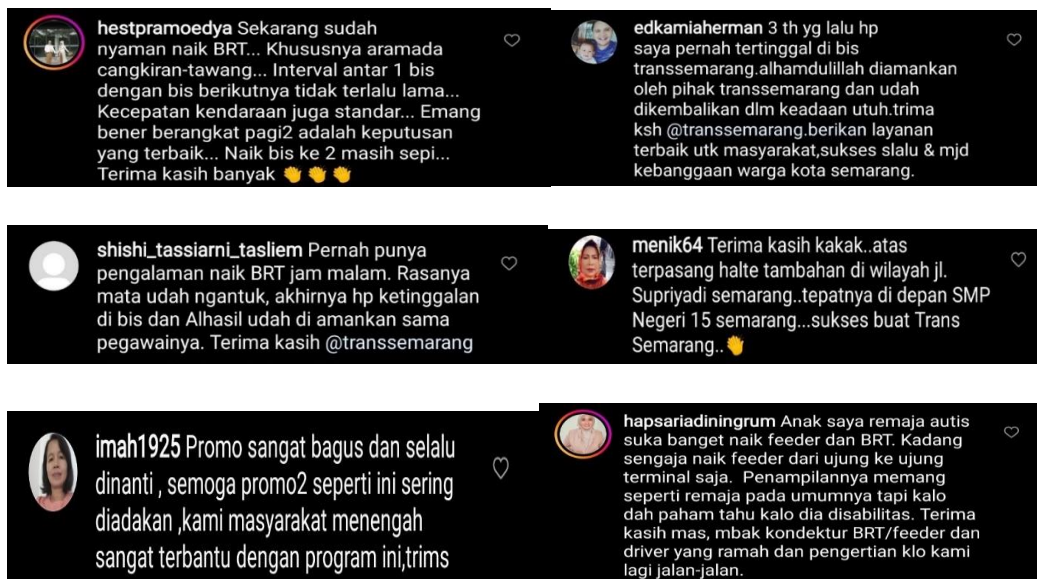 hestpramoedya Sekarang sudah
nyaman naik BRT... Khususnya aramada
cangkiran-tawang... Interval antar 1 bis
dengan bis berikutnya tidak terlalu lama...
Kecepatan kendaraan juga standar... Emang
bener berangkat pagi2 adalah keputusan
yang terbaik... Naik bis ke 2 masih sepi...
Terima kasih banyak 👏👏👏
edkamiaherman 3 th yg lalu hp
saya pernah tertinggal di bis
transsemarang.alhamdulillah diamankan
oleh pihak transsemarang dan udah
dikembalikan dlm keadaan utuh.trima
ksh @transsemarang.berikan layanan
terbaik utk masyarakat,sukses slalu & mjd
kebanggaan warga kota semarang.
shishi_tassiarni_tasliem Pernah punya
pengalaman naik BRT jam malam. Rasanya
mata udah ngantuk, akhirnya hp ketinggalan
di bis dan Alhasil udah di amankan sama
pegawainya. Terima kasih @transsemarang
menik64 Terima kasih kakak..atas
terpasang halte tambahan di wilayah jl.
Supriyadi semarang..tepatnya di depan SMP
Negeri 15 semarang...sukses buat Trans
Semarang..👏
imah1925 Promo sangat bagus dan selalu
dinanti , semoga promo2 seperti ini sering
diadakan ,kami masyarakat menengah
sangat terbantu dengan program ini,trims
hapsariadiningrum Anak saya remaja autis
suka banget naik feeder dan BRT. Kadang
sengaja naik feeder dari ujung ke ujung
terminal saja. Penampilannya memang
seperti remaja pada umumnya tapi kalo
dah paham tahu kalo dia disabilitas. Terima
kasih mas, mbak kondektur BRT/feeder dan
driver yang ramah dan pengertian klo kami
lagi jalan-jalan.